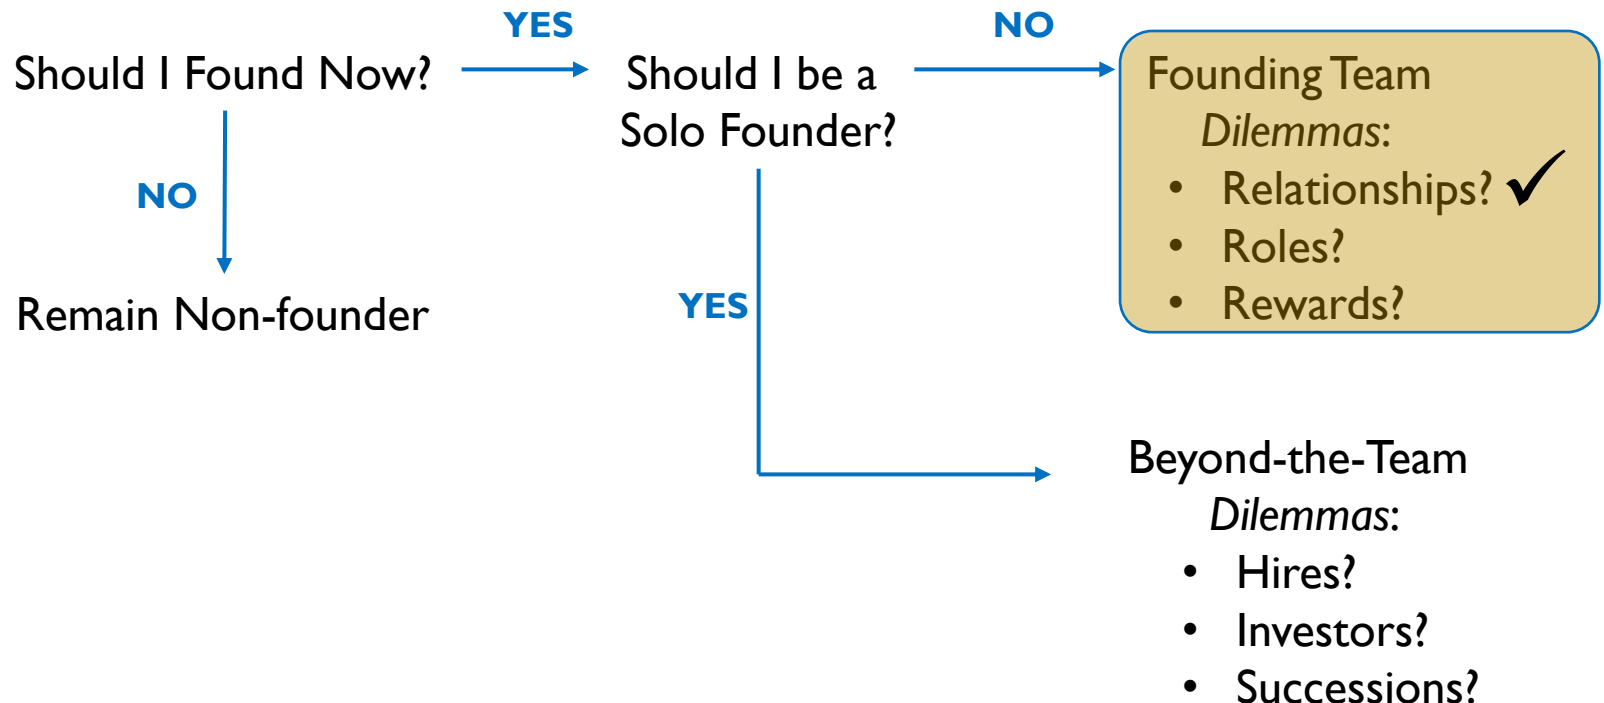 YES
NO
Should I Found Now?
Should I be a
Solo Founder?
Founding Team
Dilemmas:
• Relationships? ✓
• Roles?
• Rewards?
NO
YES
Remain Non-founder
Beyond-the-Team
Dilemmas:
• Hires?
• Investors?
• Successions?